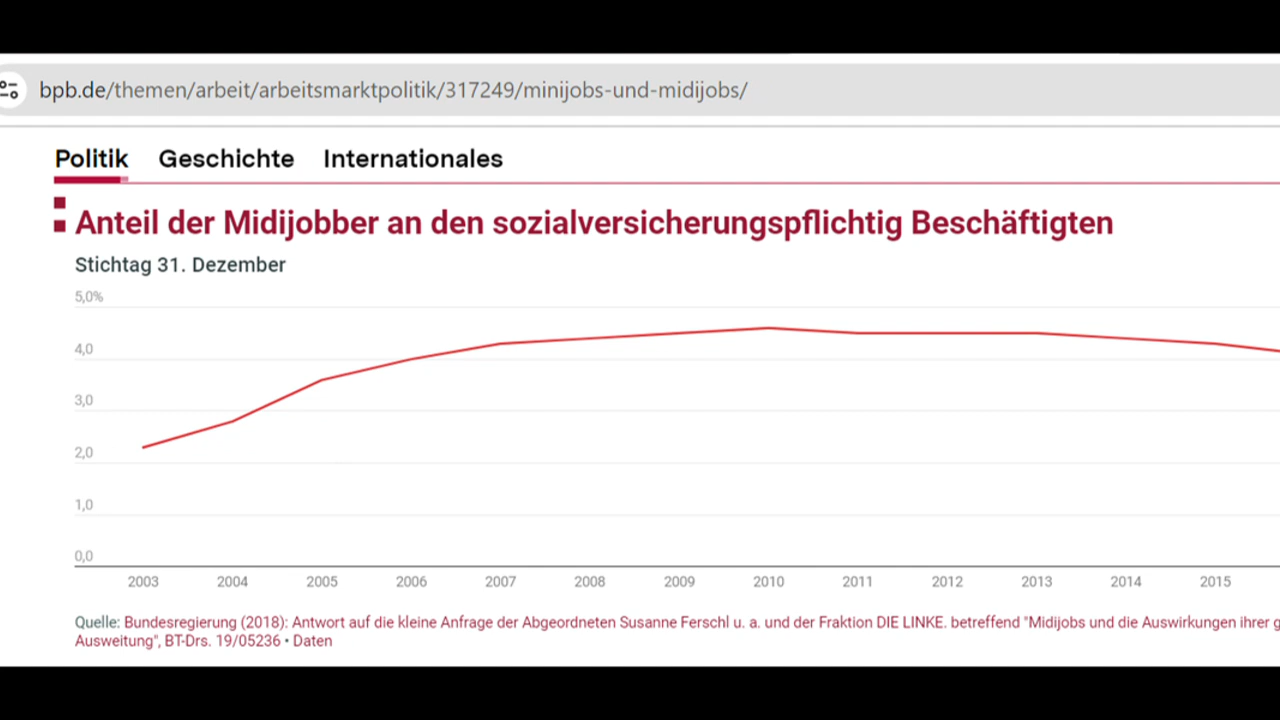 bpb.de/themen/arbeit/arbeitsmarktpolitik/317249/minijobs-und-midijobs/
Politik Geschichte Internationales
Anteil der Midijobber an den sozialversicherungspflichtig Beschäftigten
Stichtag 31. Dezember
5,0%
4,0
3,0
2,0
1,0
0,0
2003 2004 2005 2006 2007 2008 2009 2010 2011 2012 2013 2014 2015
Quelle: Bundesregierung (2018): Antwort auf die kleine Anfrage der Abgeordneten Susanne Ferschl u. a. und der Fraktion DIE LINKE. betreffend "Midijobs und die Auswirkungen ihrer g
Ausweitung", BT-Drs. 19/05236 • Daten